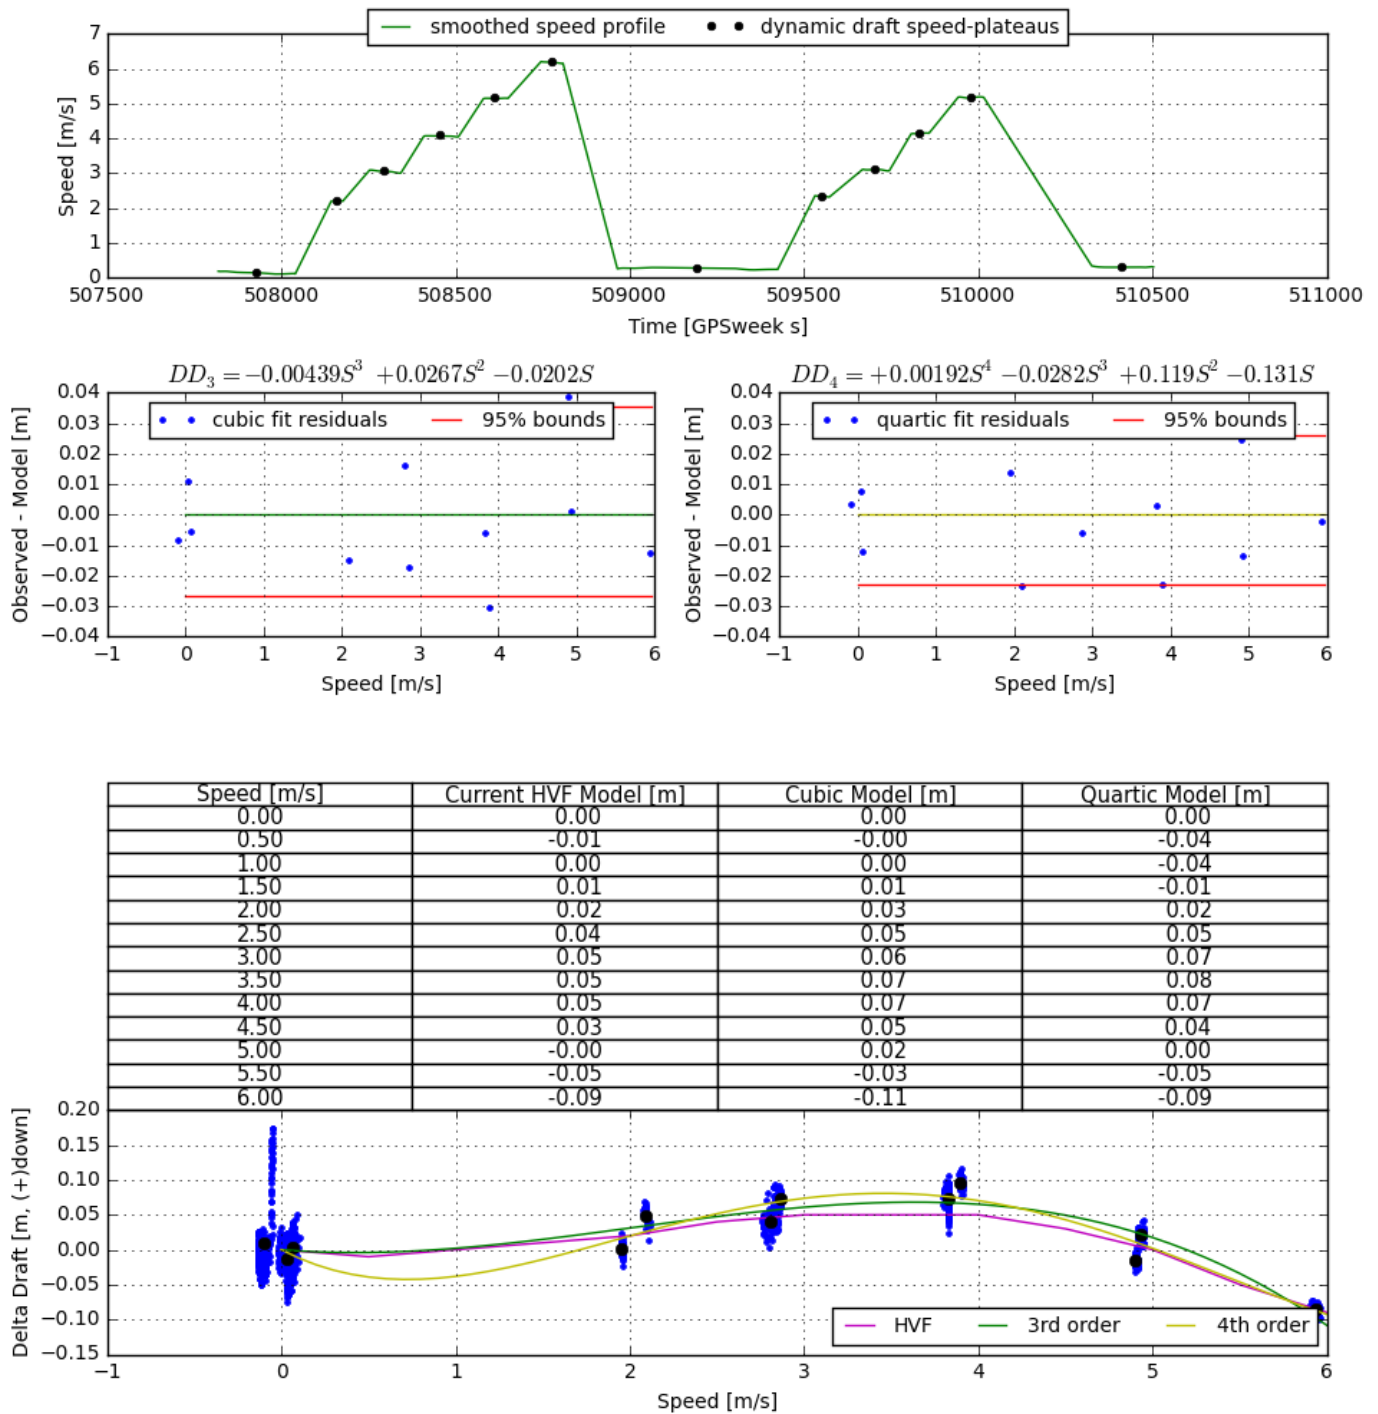 smoothed speed profile dynamic draft speed-plateaus
7
6
5
4
3
2
1
0
Speed [m/s]
507500 508000 508500 509000 509500 510000 510500 511000
Time [GPSweek s]
DD₃ = −0.00439S³ +0.0267S² −0.0202S
cubic fit residuals 95% bounds
0.04
0.03
0.02
0.01
0.00
−0.01
−0.02
−0.03
−0.04
Observed - Model [m]
−1 0 1 2 3 4 5 6
Speed [m/s]
DD₄ = +0.00192S⁴ −0.0282S³ +0.119S² −0.131S
quartic fit residuals 95% bounds
0.04
0.03
0.02
0.01
0.00
−0.01
−0.02
−0.03
−0.04
Observed - Model [m]
−1 0 1 2 3 4 5 6
Speed [m/s]
Speed [m/s] Current HVF Model [m] Cubic Model [m] Quartic Model [m]
0.00 0.00 0.00 0.00
0.50 -0.01 -0.00 -0.04
1.00 0.00 0.00 -0.04
1.50 0.01 0.01 -0.01
2.00 0.02 0.03 0.02
2.50 0.04 0.05 0.05
3.00 0.05 0.06 0.07
3.50 0.05 0.07 0.08
4.00 0.05 0.07 0.07
4.50 0.03 0.05 0.04
5.00 -0.00 0.02 0.00
5.50 -0.05 -0.03 -0.05
6.00 -0.09 -0.11 -0.09
0.20
0.15
0.10
0.05
0.00
−0.05
−0.10
−0.15
Delta Draft [m, (+)down]
HVF 3rd order 4th order
−1 0 1 2 3 4 5 6
Speed [m/s]